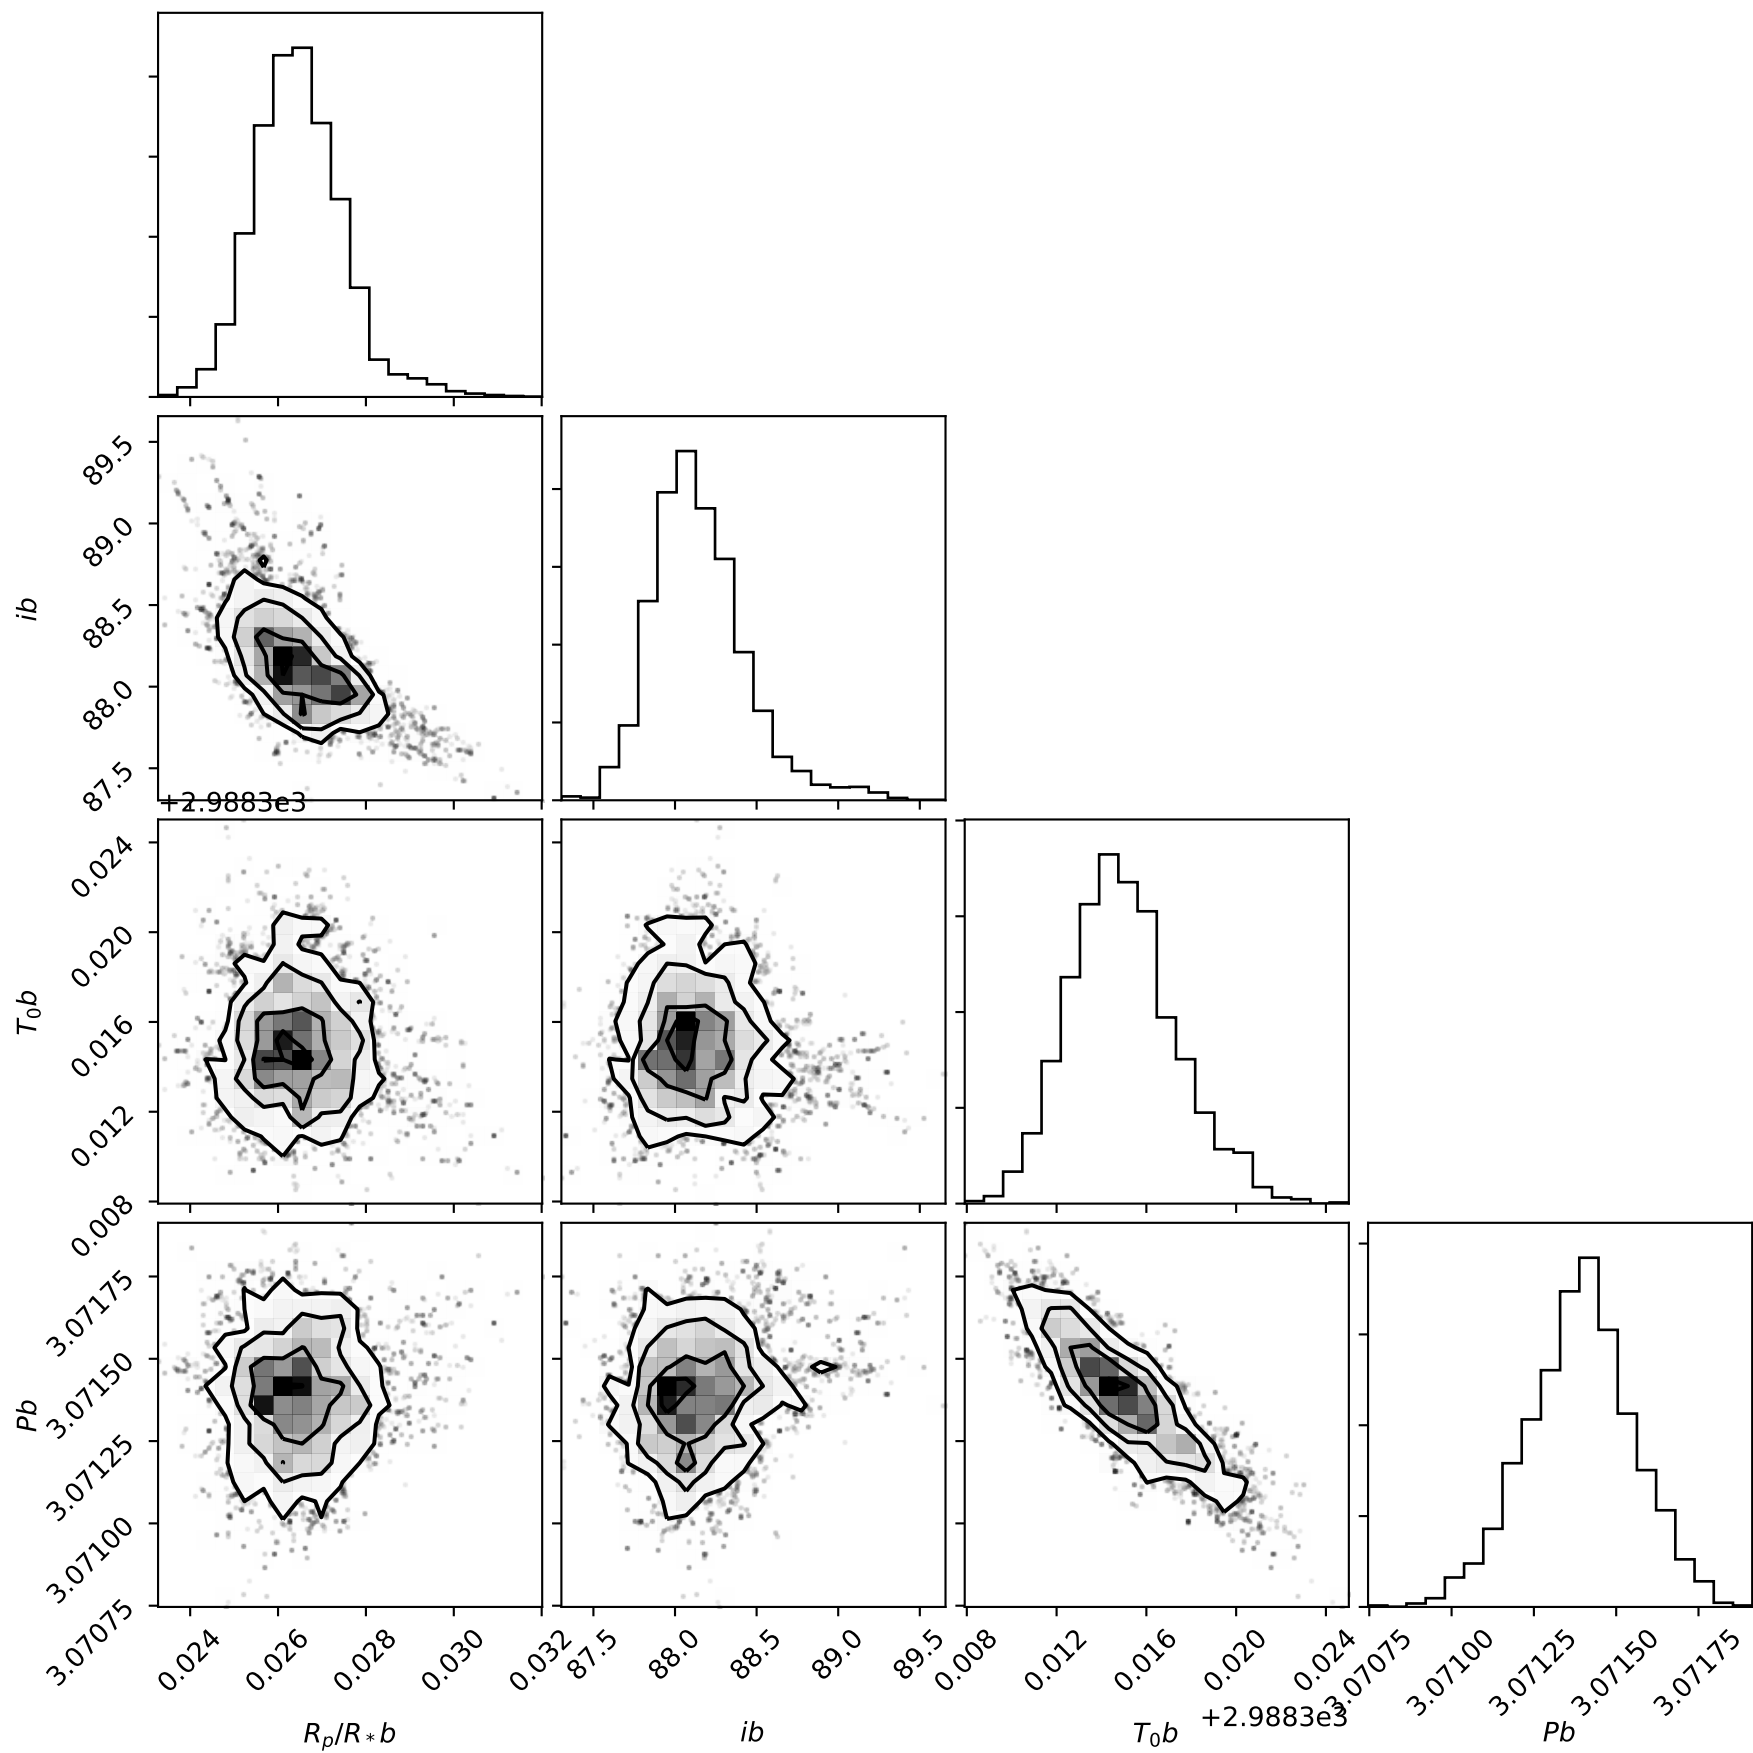 89.5
89.0
88.5
88.0
87.5
ib
+2.9883e3
0.024
0.020
0.016
0.012
0.008
T₀b
3.07175
3.07150
3.07125
3.07100
3.07075
Pb
0.024 0.026 0.028 0.030 0.032
87.5 88.0 88.5 89.0 89.5
0.008 0.012 0.016 0.020 0.024
3.07075 3.07100 3.07125 3.07150 3.07175
+2.9883e3
Rₚ/R*b ib T₀b Pb